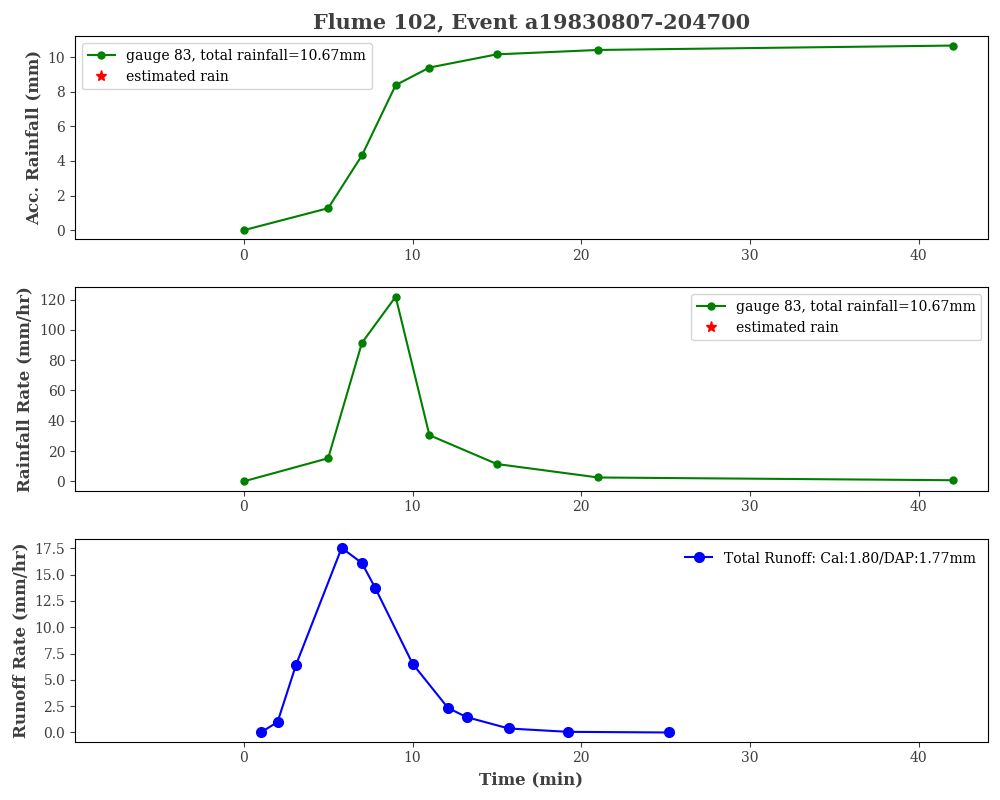 Flume 102, Event a19830807-204700
Acc. Rainfall (mm)
10
8
6
4
2
0
gauge 83, total rainfall=10.67mm
estimated rain
0 10 20 30 40
Rainfall Rate (mm/hr)
120
100
80
60
40
20
0
gauge 83, total rainfall=10.67mm
estimated rain
0 10 20 30 40
Runoff Rate (mm/hr)
17.5
15.0
12.5
10.0
7.5
5.0
2.5
0.0
Total Runoff: Cal:1.80/DAP:1.77mm
0 10 20 30 40
Time (min)